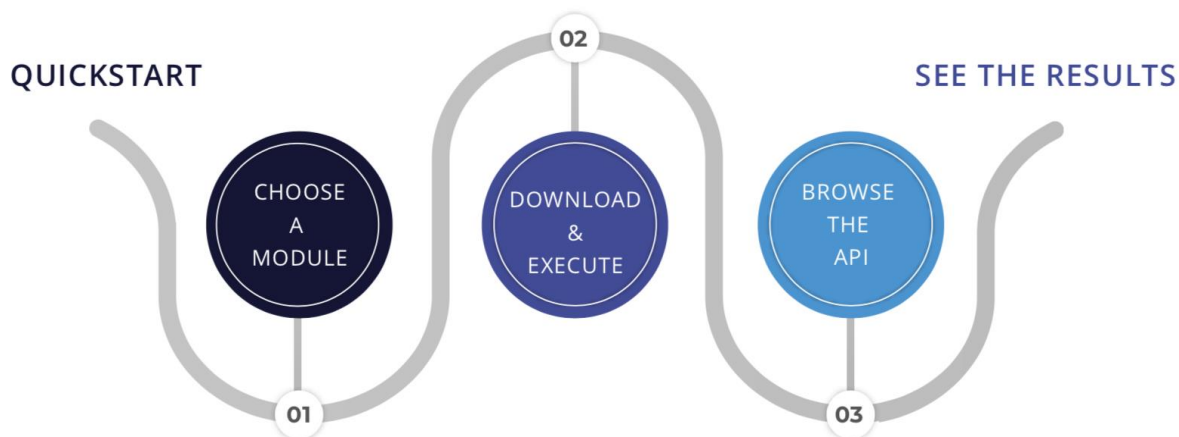 QUICKSTART
02
SEE THE RESULTS
CHOOSE
A
MODULE
DOWNLOAD
&
EXECUTE
BROWSE
THE
API
01
03